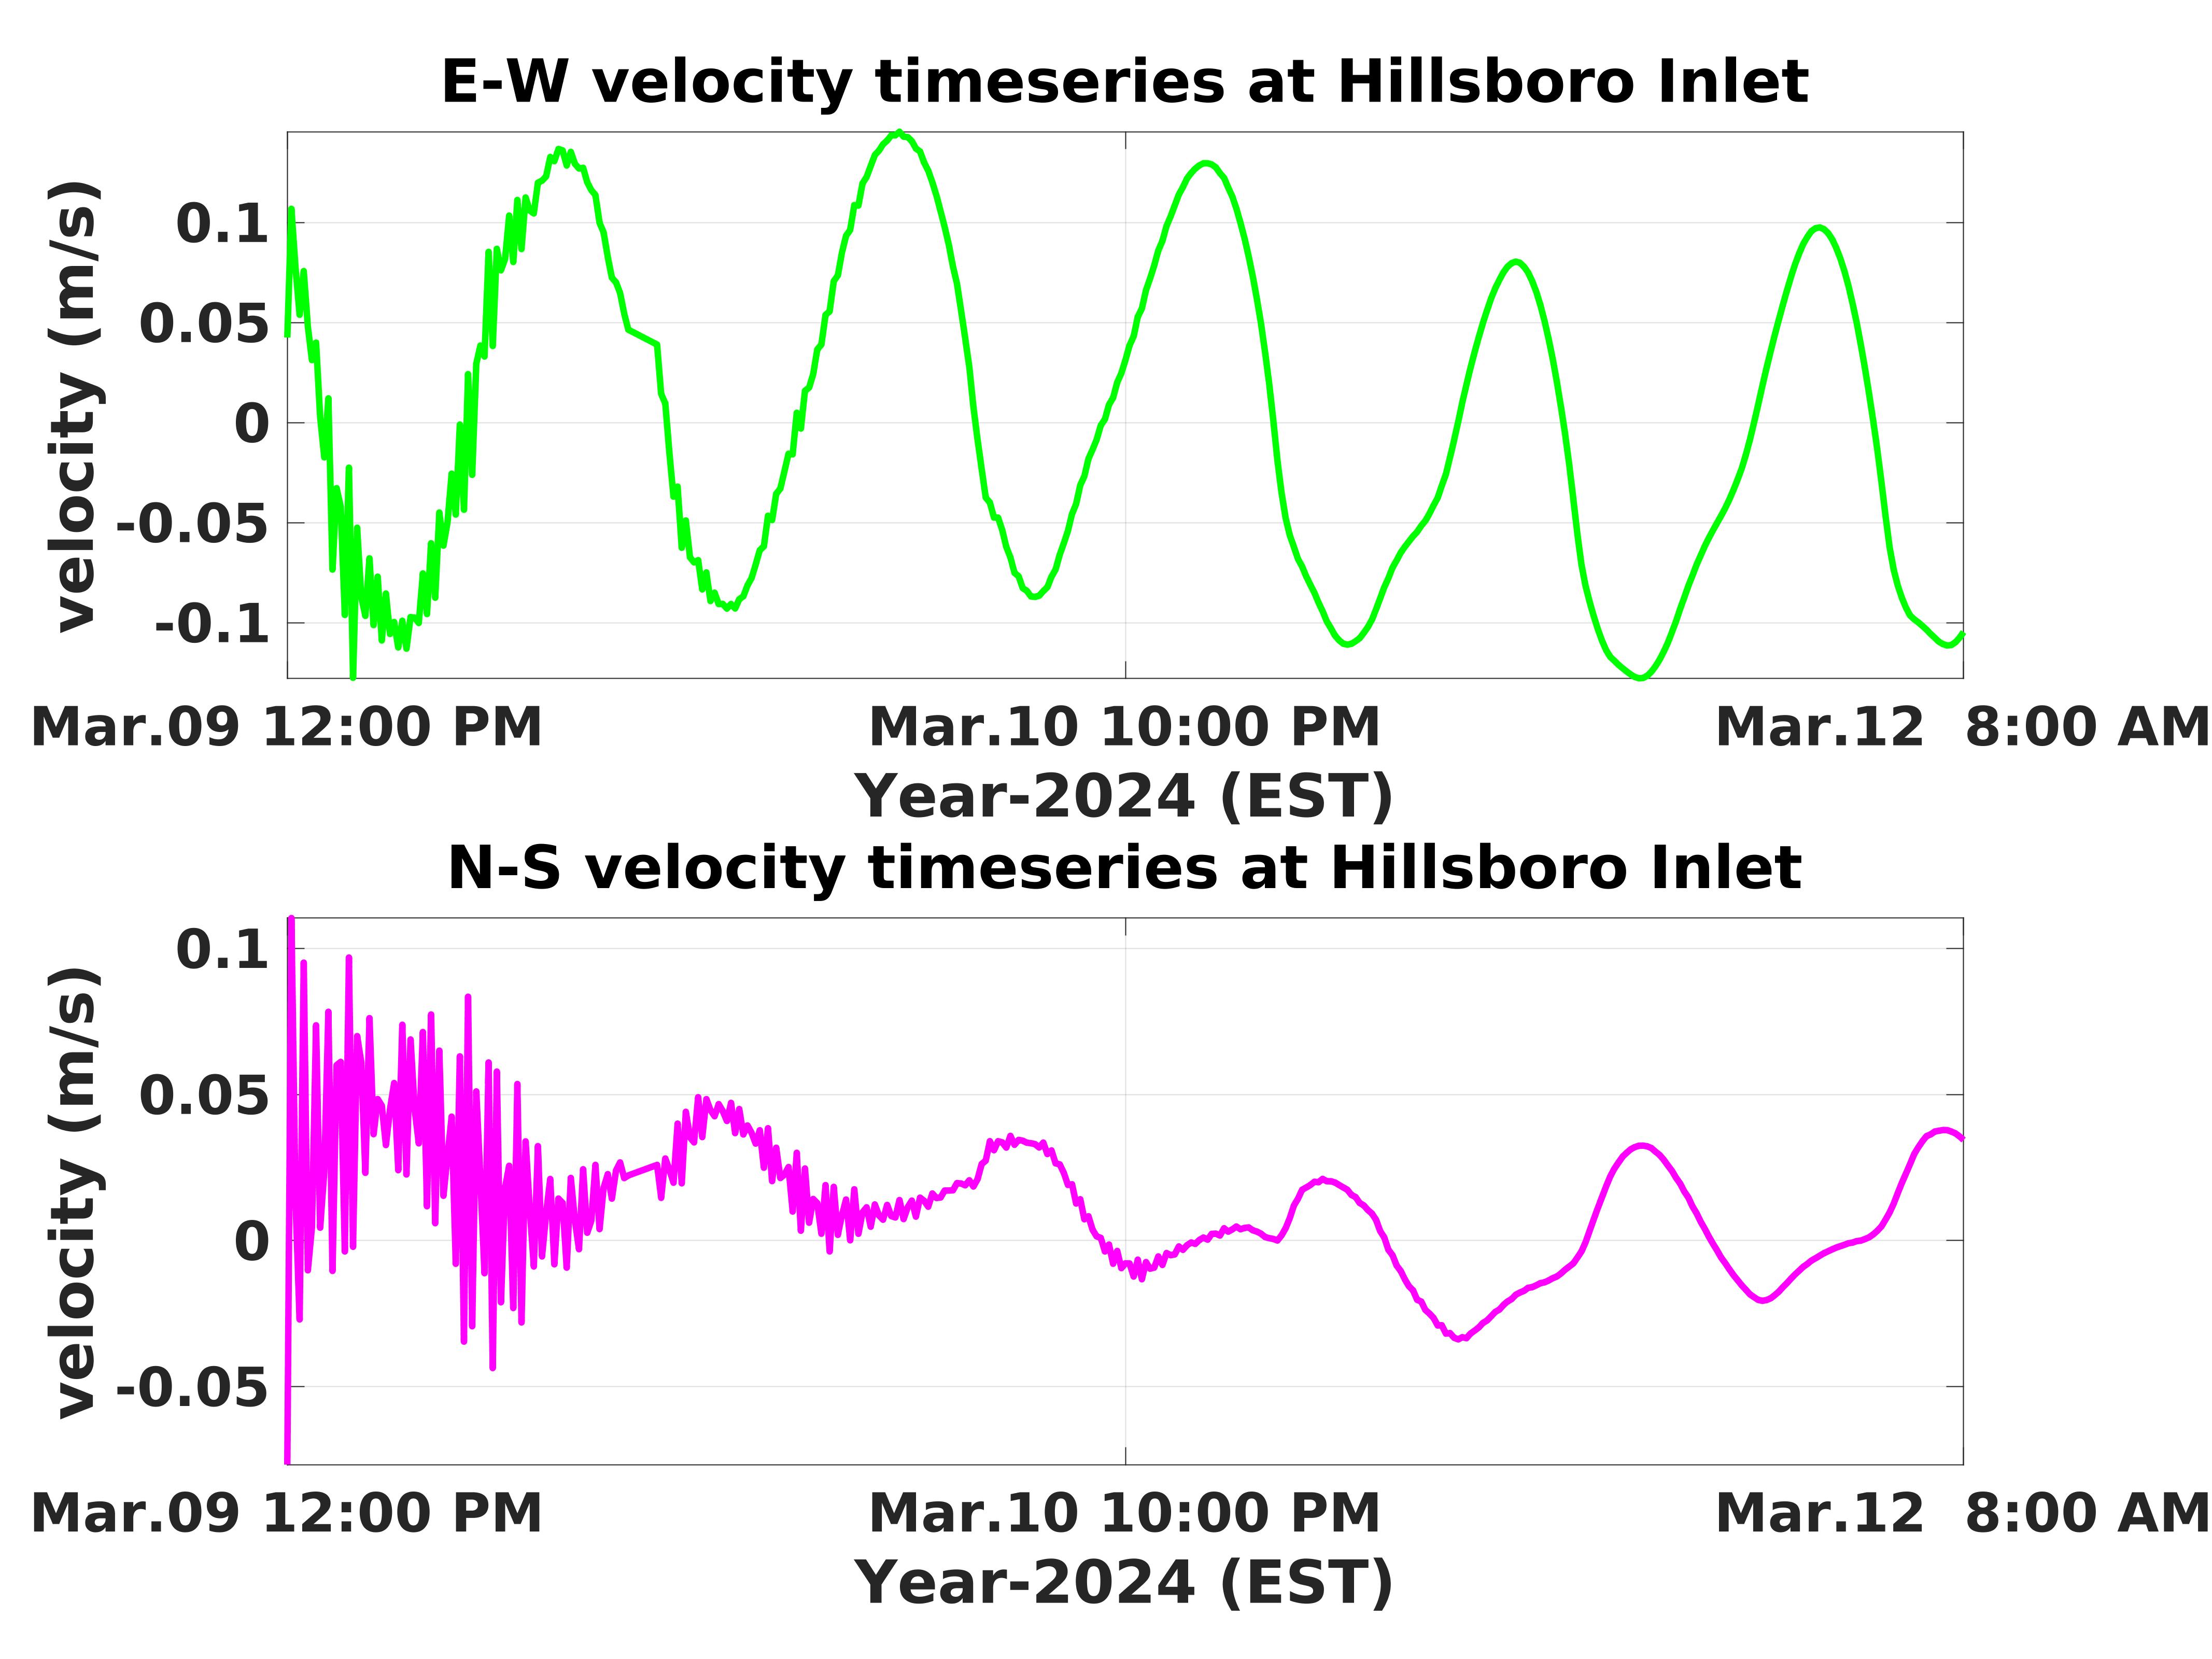 E-W velocity timeseries at Hillsboro Inlet
velocity (m/s)
0.1
0.05
0
-0.05
-0.1
Mar.09 12:00 PM Mar.10 10:00 PM Mar.12  8:00 AM
Year-2024 (EST)
N-S velocity timeseries at Hillsboro Inlet
velocity (m/s)
0.1
0.05
0
-0.05
Mar.09 12:00 PM Mar.10 10:00 PM Mar.12  8:00 AM
Year-2024 (EST)